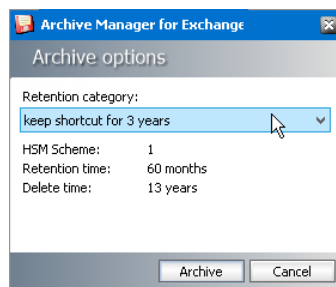 Archive Manager for Exchange
Archive options
Retention category:
keep shortcut for 3 years
HSM Scheme: 1
Retention time: 60 months
Delete time: 13 years
Archive Cancel